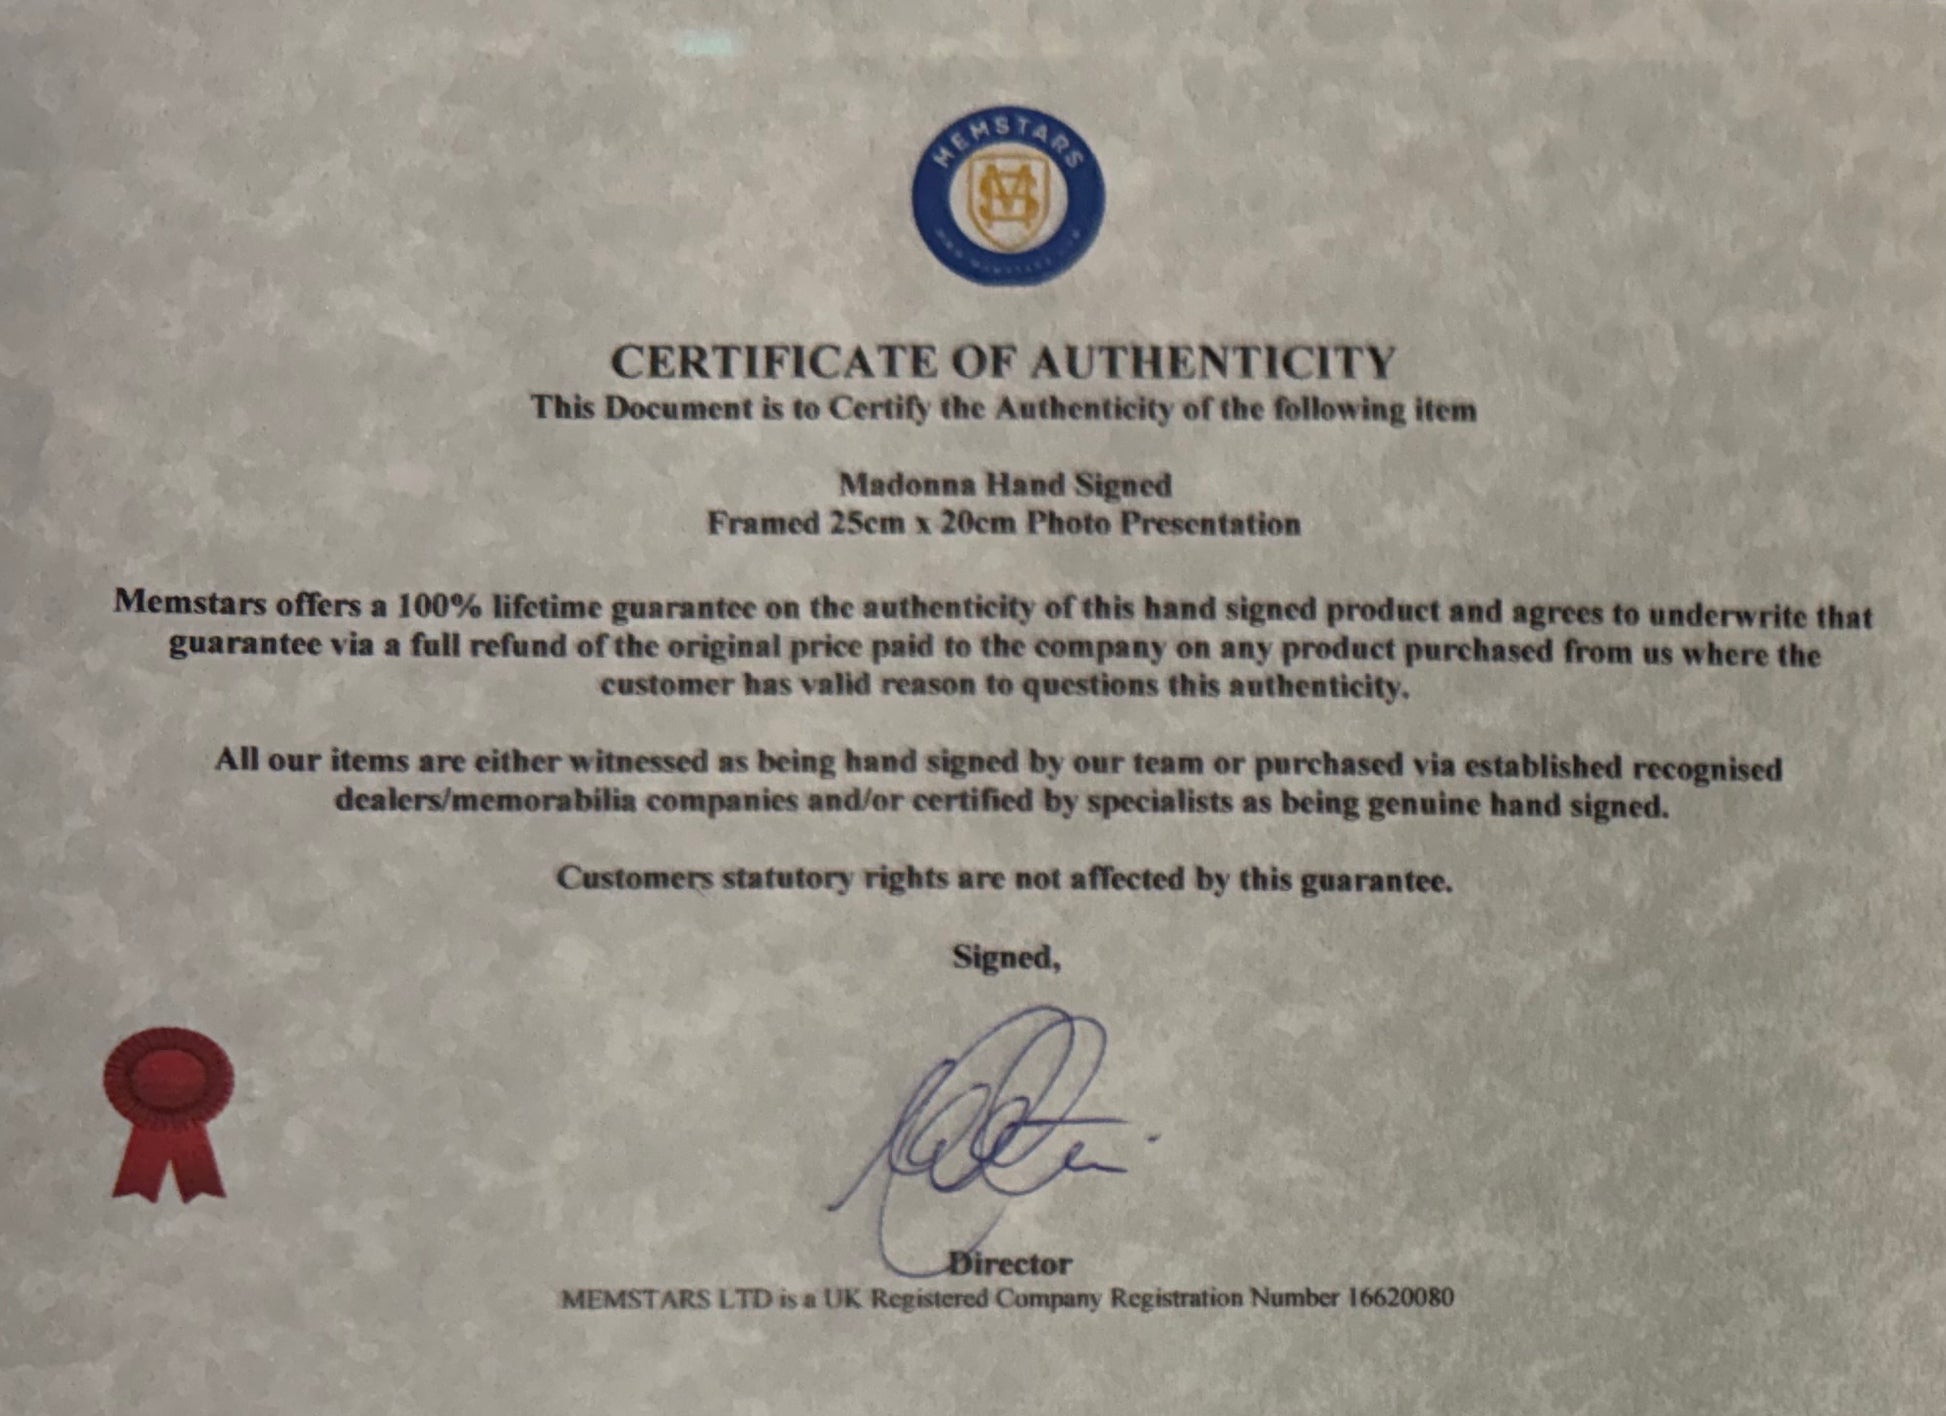 MEMSTARS
CERTIFICATE OF AUTHENTICITY
This Document is to Certify the Authenticity of the following item
Madonna Hand Signed
Framed 25cm x 20cm Photo Presentation
Memstars offers a 100% lifetime guarantee on the authenticity of this hand signed product and agrees to underwrite that
guarantee via a full refund of the original price paid to the company on any product purchased from us where the
customer has valid reason to questions this authenticity.
All our items are either witnessed as being hand signed by our team or purchased via established recognised
dealers/memorabilia companies and/or certified by specialists as being genuine hand signed.
Customers statutory rights are not affected by this guarantee.
Signed,
Director
MEMSTARS LTD is a UK Registered Company Registration Number 16620080